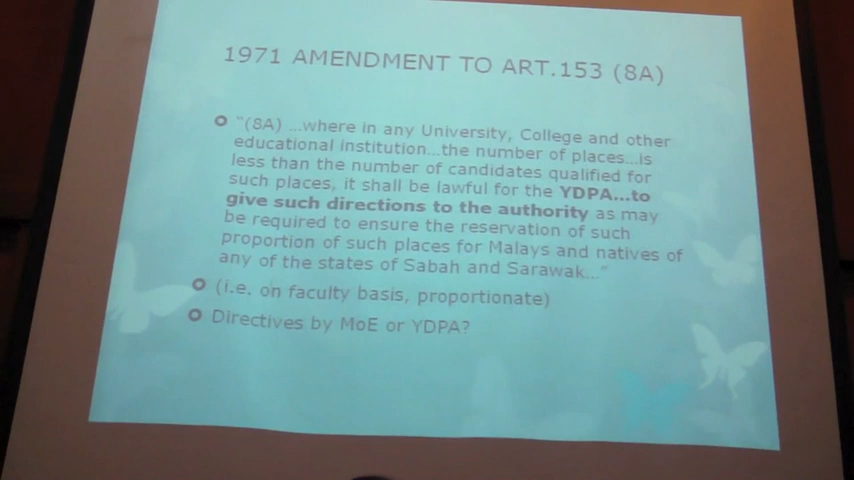 1971 AMENDMENT TO ART.153 (8A)
"(8A) ...where in any University, College and other
educational institution...the number of places...is
less than the number of candidates qualified for
such places, it shall be lawful for the YDPA...to
give such directions to the authority as may
be required to ensure the reservation of such
proportion of such places for Malays and natives of
any of the states of Sabah and Sarawak..."
(i.e. on faculty basis, proportionate)
Directives by MoE or YDPA?